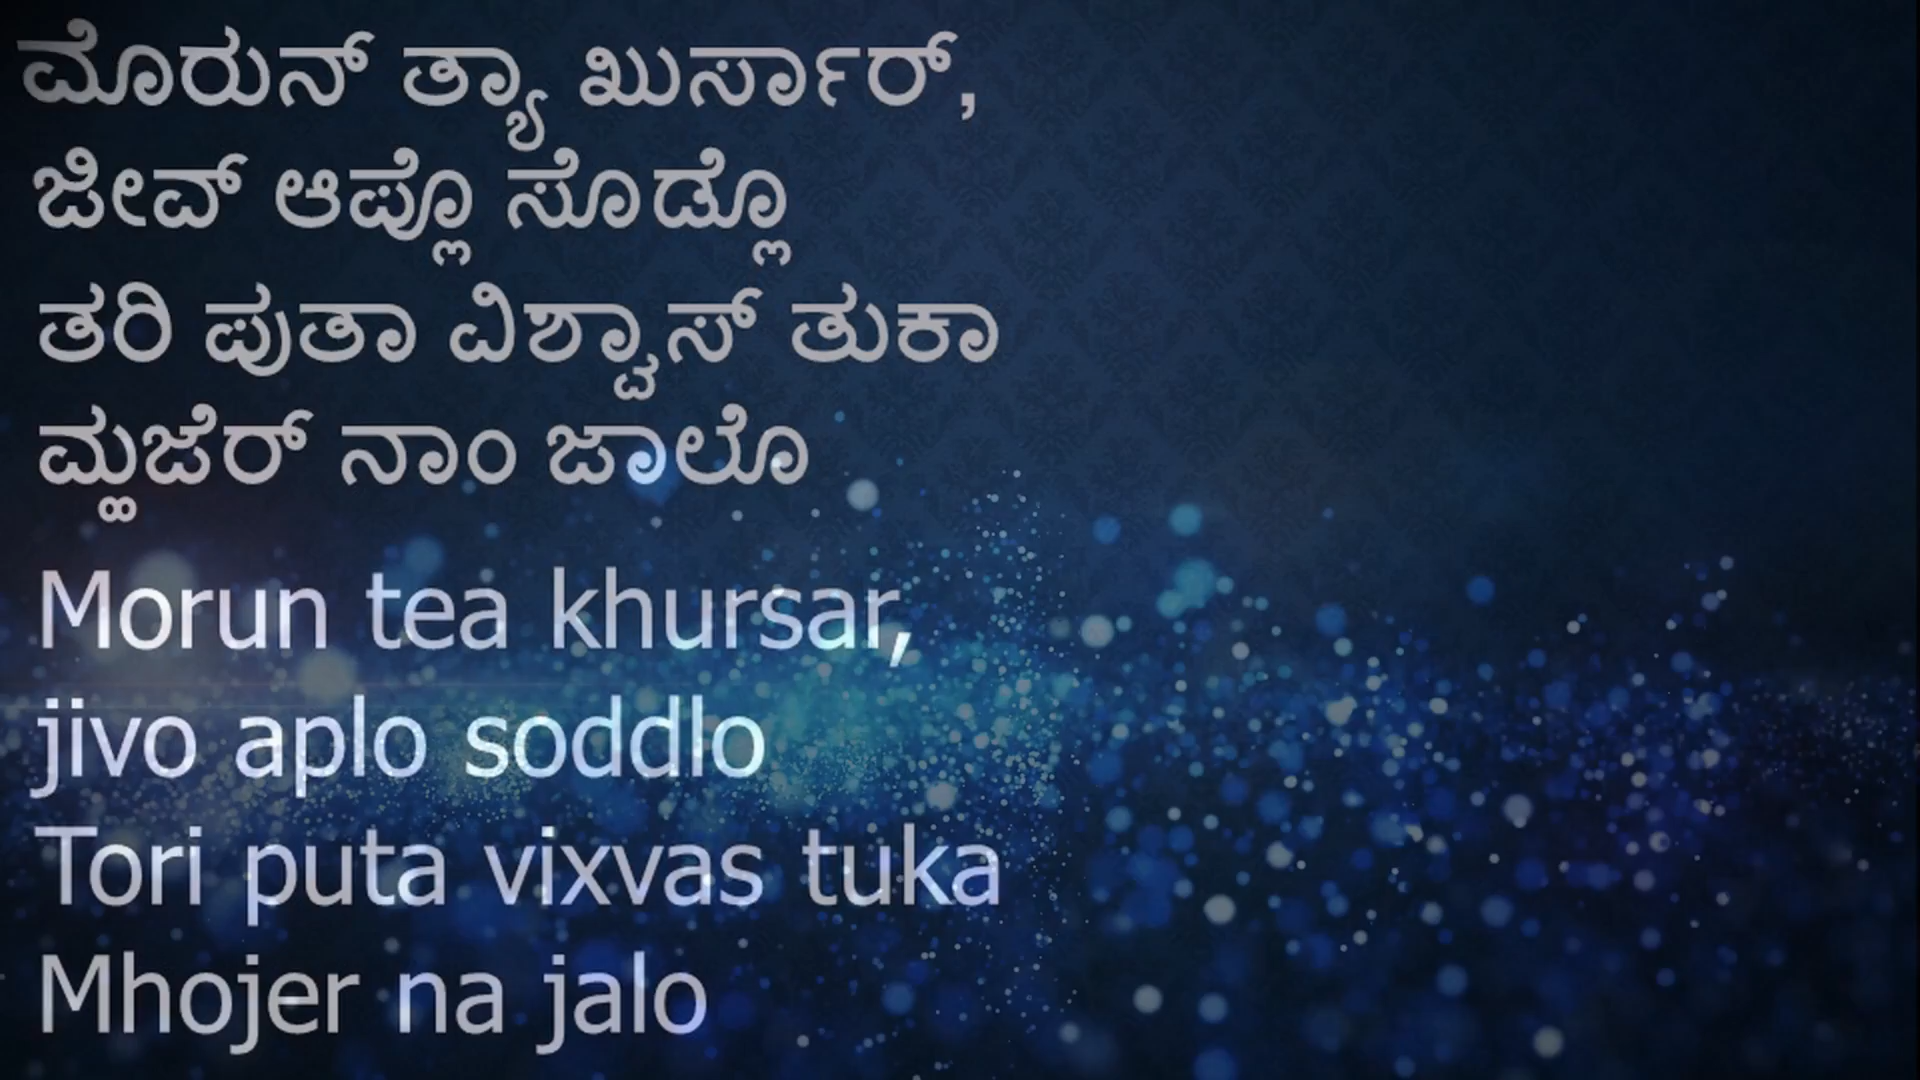 ಮೊರುನ್ ತ್ಯಾ ಖುರ್ಸಾರ್,
ಜೀವ್ ಆಪ್ಲೊ ಸೊಡ್ಲೊ
ತರಿ ಪುತಾ ವಿಶ್ವಾಸ್ ತುಕಾ
ಮ್ಹಜೆರ್ ನಾಂ ಜಾಲೊ
Morun tea khursar,
jivo aplo soddlo
Tori puta vixvas tuka
Mhojer na jalo